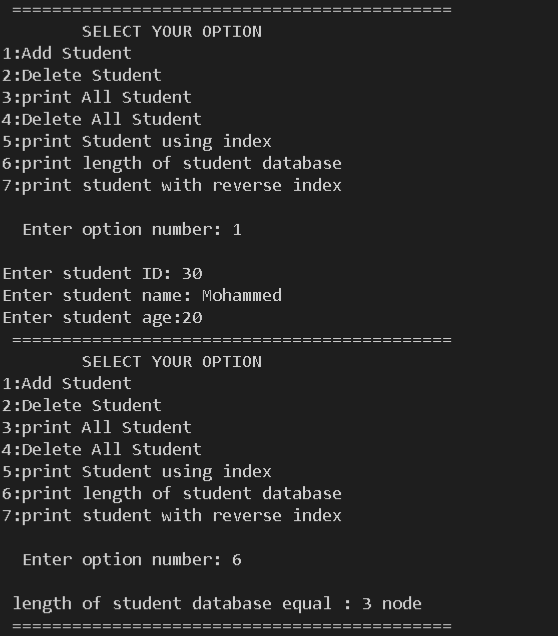 ============================================
SELECT YOUR OPTION
1:Add Student
2:Delete Student
3:print All Student
4:Delete All Student
5:print Student using index
6:print length of student database
7:print student with reverse index
Enter option number: 1
Enter student ID: 30
Enter student name: Mohammed
Enter student age:20
============================================
SELECT YOUR OPTION
1:Add Student
2:Delete Student
3:print All Student
4:Delete All Student
5:print Student using index
6:print length of student database
7:print student with reverse index
Enter option number: 6
length of student database equal : 3 node
============================================